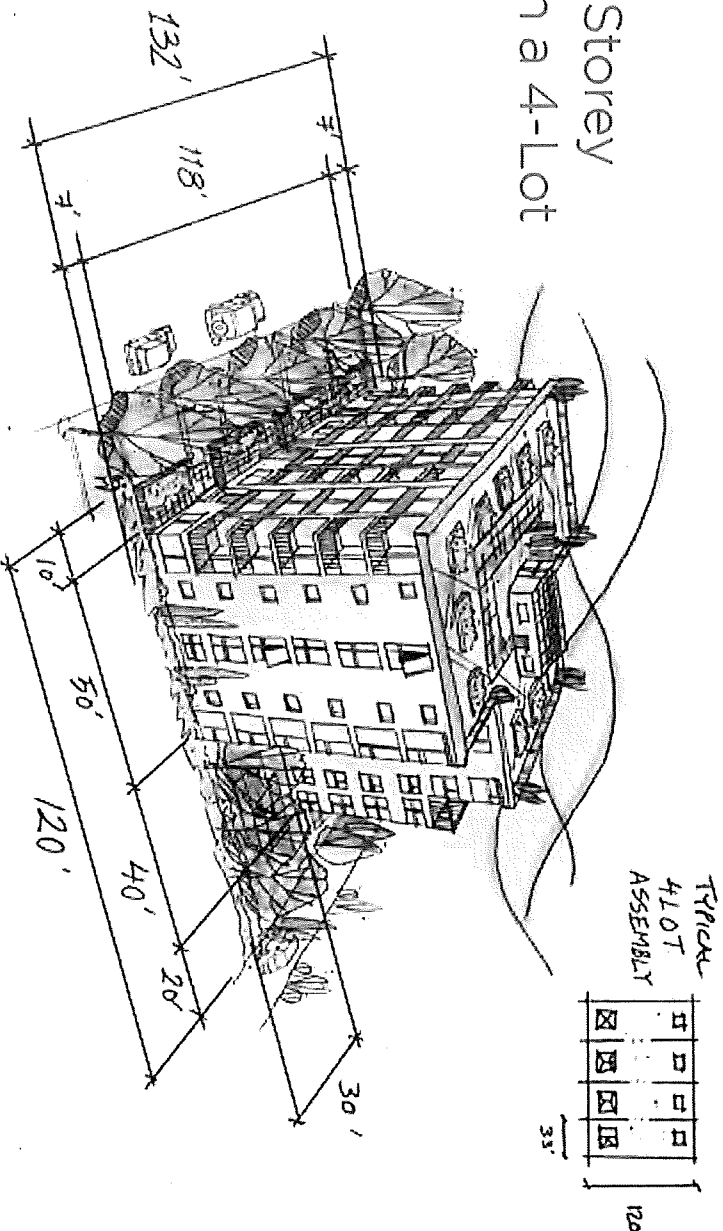 Storey
n a 4-Lot
132'
7'
118'
7'
10'
50'
40'
20'
120'
30'
TYPICAL
4 LOT
ASSEMBLY
33'
120